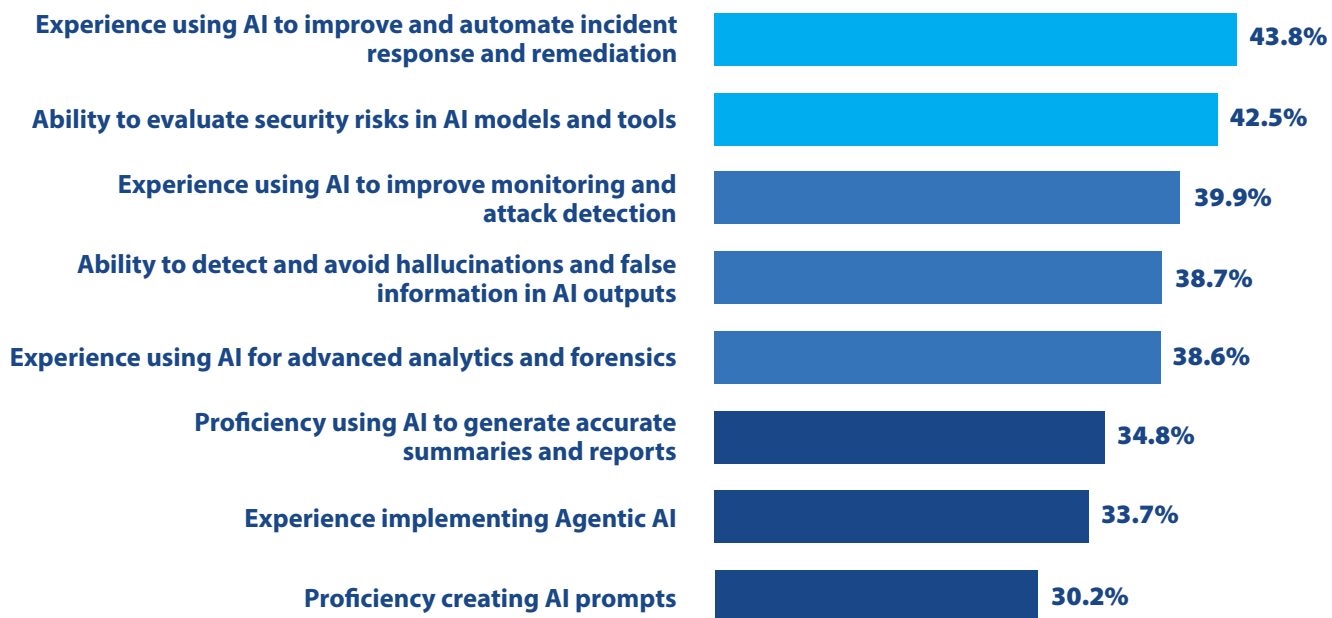 Experience using AI to improve and automate incident
response and remediation
43.8%
Ability to evaluate security risks in AI models and tools
42.5%
Experience using AI to improve monitoring and
attack detection
39.9%
Ability to detect and avoid hallucinations and false
information in AI outputs
38.7%
Experience using AI for advanced analytics and forensics
38.6%
Proficiency using AI to generate accurate
summaries and reports
34.8%
Experience implementing Agentic AI
33.7%
Proficiency creating AI prompts
30.2%